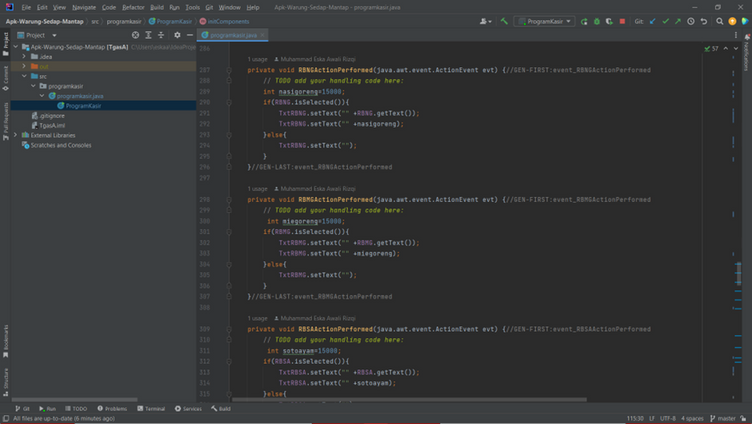 File Edit View Navigate Code Refactor Build Run Tools Git Window Help Apk-Warung-Sedap-Mantap - programkasir.java
Apk-Warung-Sedap-Mantap src programkasir ProgramKasir initComponents ProgramKasir Git:
Project
programkasir.java
Apk-Warung-Sedap-Mantap [TgasA]
.idea
out
src
programkasir
programkasir.java
ProgramKasir
.gitignore
TgasA.iml
External Libraries
Scratches and Consoles
Project
Commit
Pull Requests
Bookmarks
Structure
Notifications
57
286
1 usage Muhammad Eska Awali Rizqi
287 private void RBNGActionPerformed(java.awt.event.ActionEvent evt) {//GEN-FIRST:event_RBNGActionPerformed
288 // TODO add your handling code here:
289 int nasigoreng=15000;
290 if(RBNG.isSelected()){
291 TxtRBNG.setText("" +RBNG.getText());
292 TxtRBNG.setText("" +nasigoreng);
293 }else{
294 TxtRBNG.setText("");
295 }
296 }//GEN-LAST:event_RBNGActionPerformed
297
1 usage Muhammad Eska Awali Rizqi
298 private void RBMGActionPerformed(java.awt.event.ActionEvent evt) {//GEN-FIRST:event_RBMGActionPerformed
299 // TODO add your handling code here:
300 int miegoreng=15000;
301 if(RBMG.isSelected()){
302 TxtRBMG.setText("" +RBMG.getText());
303 TxtRBMG.setText("" +miegoreng);
304 }else{
305 TxtRBMG.setText("");
306 }
307 }//GEN-LAST:event_RBMGActionPerformed
308
1 usage Muhammad Eska Awali Rizqi
309 private void RBSAActionPerformed(java.awt.event.ActionEvent evt) {//GEN-FIRST:event_RBSAActionPerformed
310 // TODO add your handling code here:
311 int sotoayam=15000;
312 if(RBSA.isSelected()){
313 TxtRBSA.setText("" +RBSA.getText());
314 TxtRBSA.setText("" +sotoayam);
315 }else{
Git Run TODO Problems Terminal Services Build
All files are up-to-date (6 minutes ago) 115:30 LF UTF-8 4 spaces master